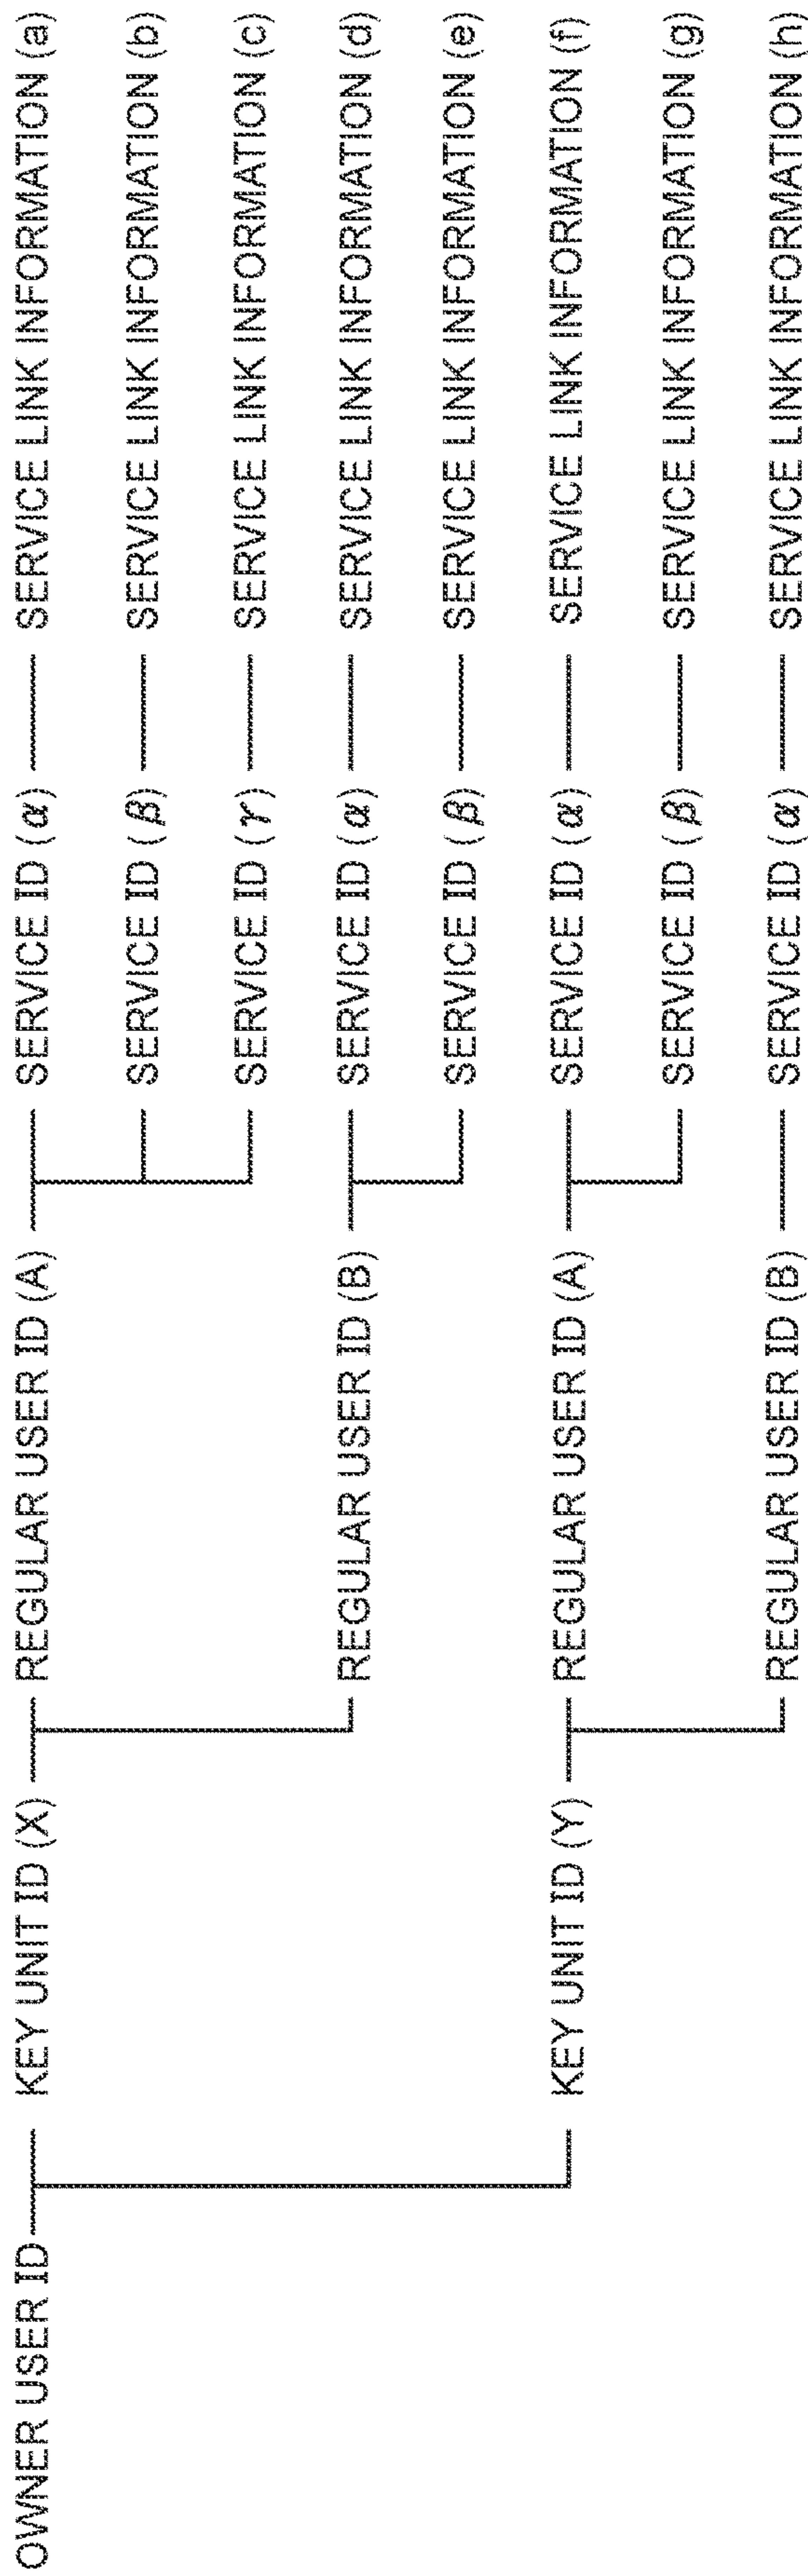 OWNER USER ID
KEY UNIT ID (X)
REGULAR USER ID (A)
SERVICE ID (α)
SERVICE LINK INFORMATION (a)
SERVICE ID (β)
SERVICE LINK INFORMATION (b)
SERVICE ID (γ)
SERVICE LINK INFORMATION (c)
REGULAR USER ID (B)
SERVICE ID (α)
SERVICE LINK INFORMATION (d)
SERVICE ID (β)
SERVICE LINK INFORMATION (e)
KEY UNIT ID (Y)
REGULAR USER ID (A)
SERVICE ID (α)
SERVICE LINK INFORMATION (f)
SERVICE ID (β)
SERVICE LINK INFORMATION (g)
REGULAR USER ID (B)
SERVICE ID (α)
SERVICE LINK INFORMATION (h)